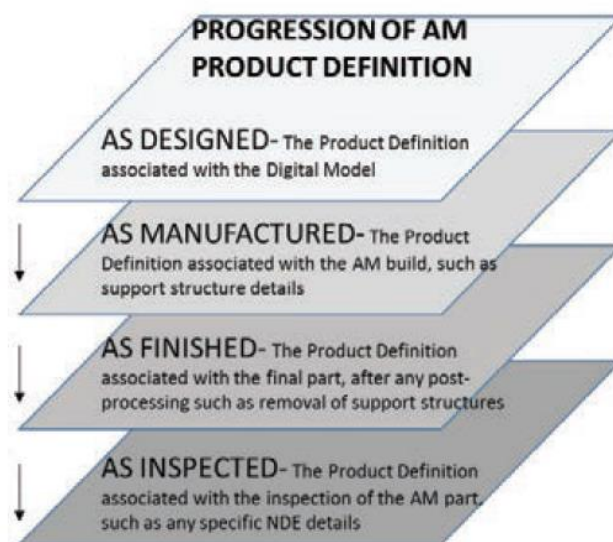 PROGRESSION OF AM
PRODUCT DEFINITION
AS DESIGNED- The Product Definition
associated with the Digital Model
AS MANUFACTURED- The Product
Definition associated with the AM build, such as
support structure details
AS FINISHED- The Product Definition
associated with the final part, after any post-
processing such as removal of support structures
AS INSPECTED- The Product Definition
associated with the inspection of the AM part,
such as any specific NDE details